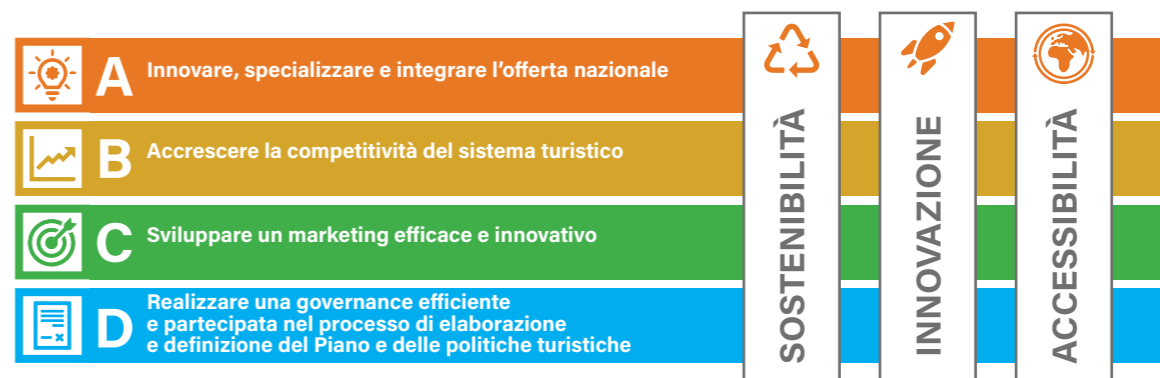 A
Innovare, specializzare e integrare l'offerta nazionale
B
Accrescere la competitività del sistema turistico
C
Sviluppare un marketing efficace e innovativo
D
Realizzare una governance efficiente
e partecipata nel processo di elaborazione
e definizione del Piano e delle politiche turistiche
SOSTENIBILITÀ
INNOVAZIONE
ACCESSIBILITÀ